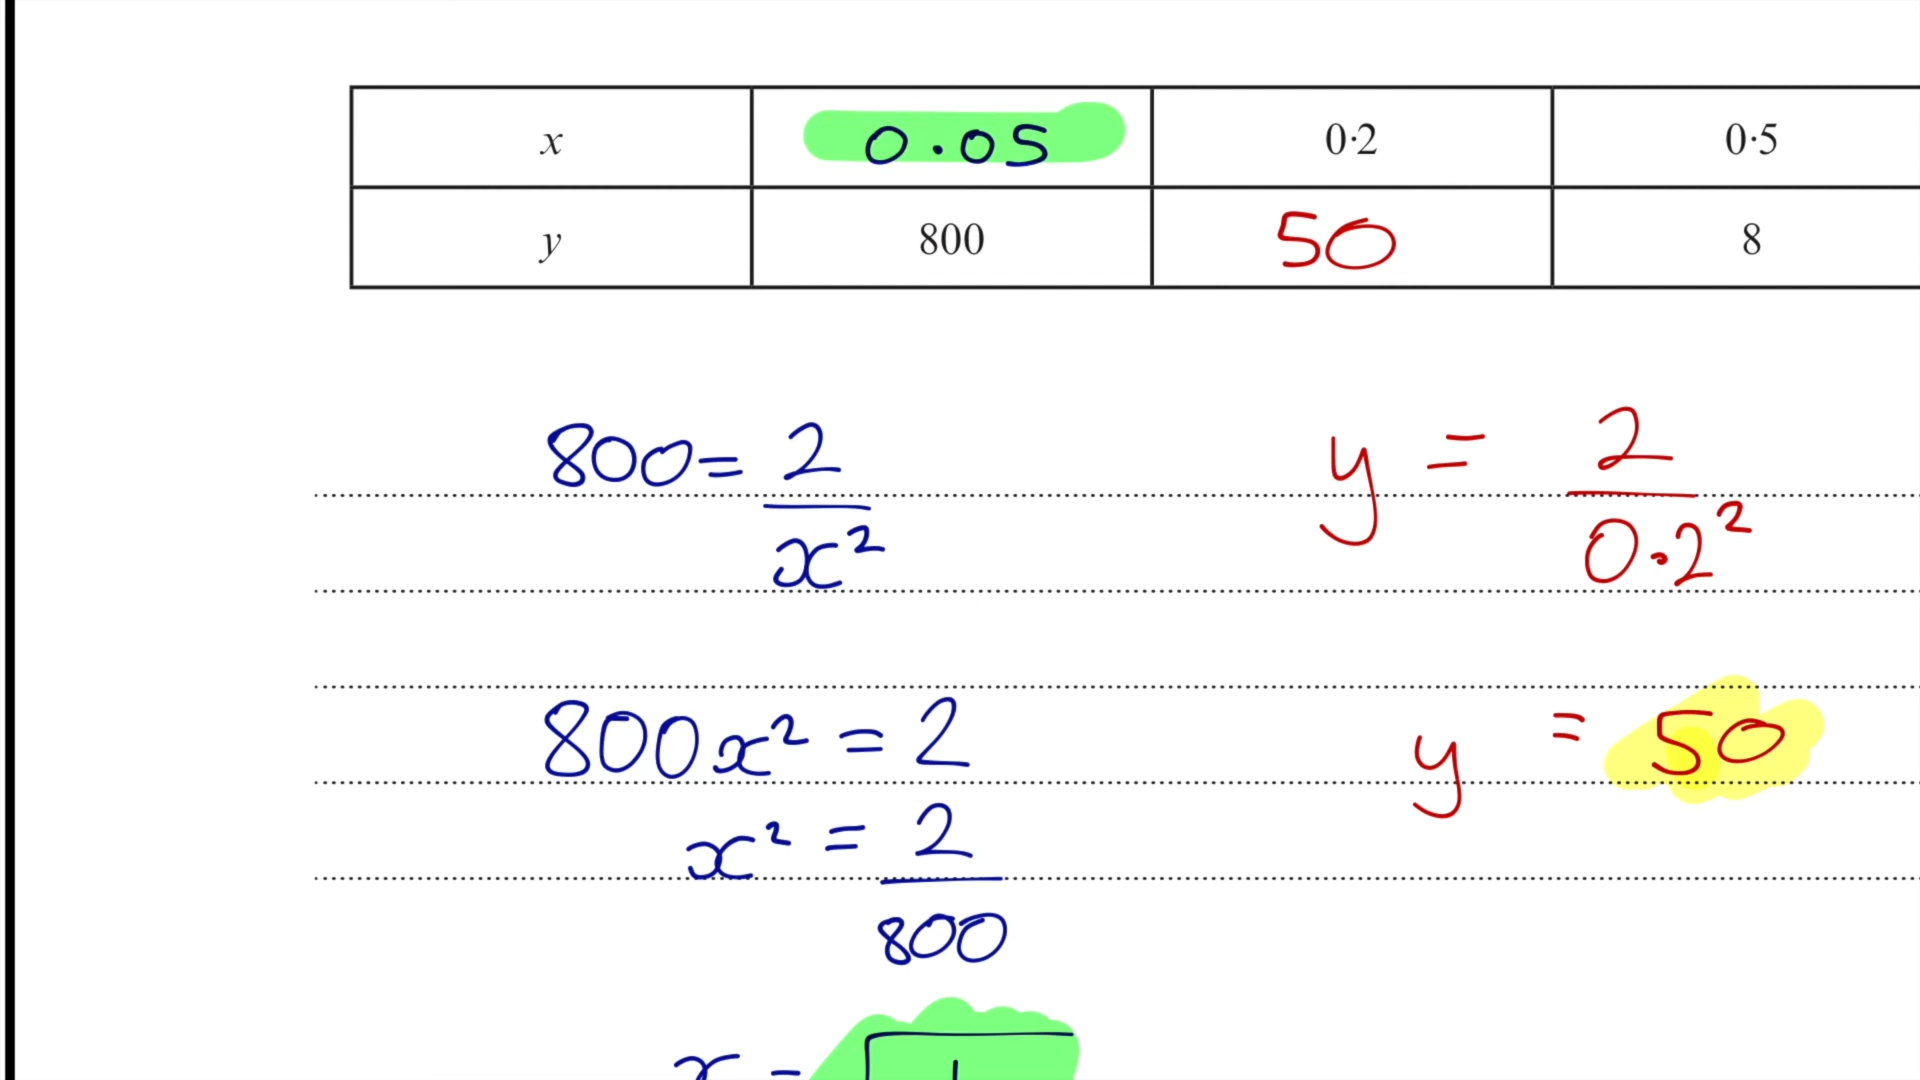 x 0.05 0·2 0·5
y 800 50 8
800 = 2/x²
y = 2/0.2²
800x² = 2
y = 50
x² = 2/800
x = √1